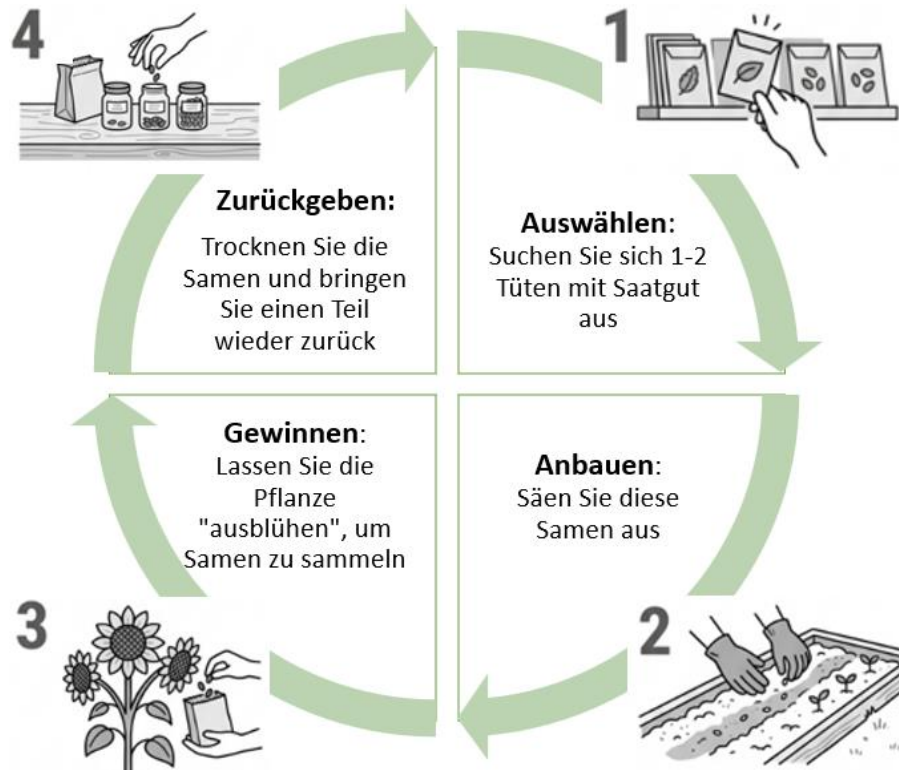 1
Auswählen:
Suchen Sie sich 1-2
Tüten mit Saatgut
aus
2
Anbauen:
Säen Sie diese
Samen aus
3
Gewinnen:
Lassen Sie die
Pflanze
"ausblühen", um
Samen zu sammeln
4
Zurückgeben:
Trocknen Sie die
Samen und bringen
Sie einen Teil
wieder zurück